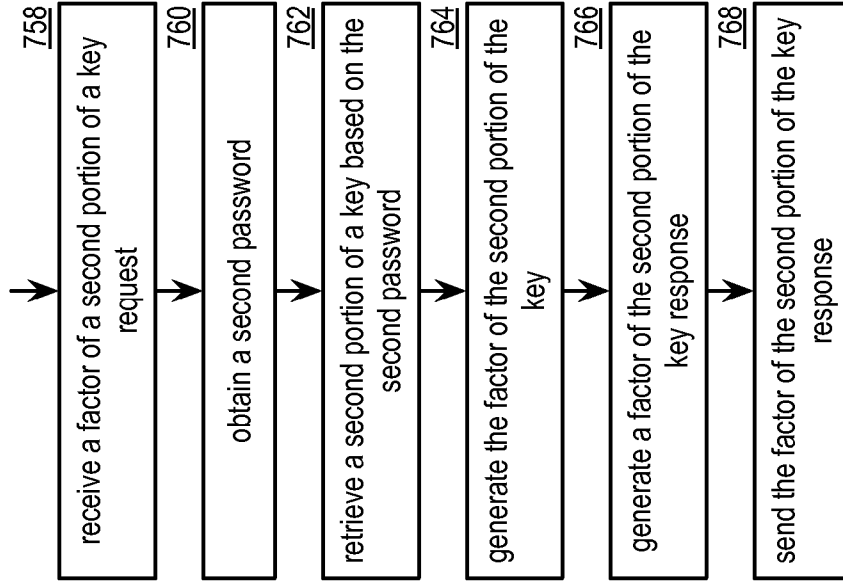 758
receive a factor of a second portion of a key
request
760
obtain a second password
762
retrieve a second portion of a key based on the
second password
764
generate the factor of the second portion of the
key
766
generate a factor of the second portion of the
key response
768
send the factor of the second portion of the key
response